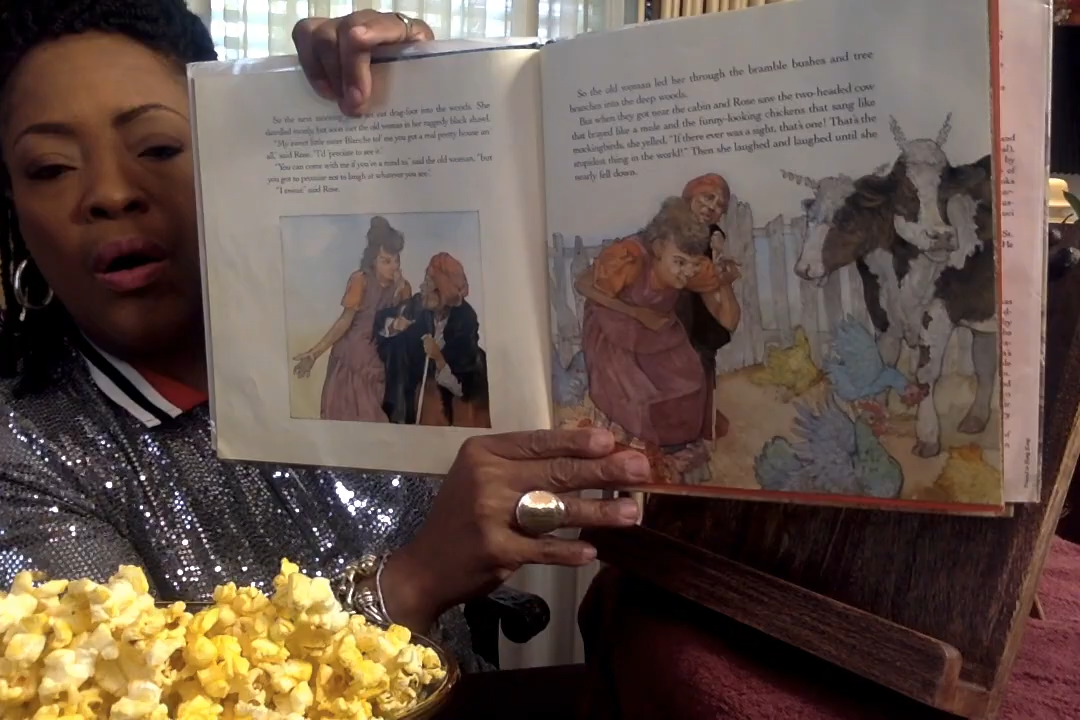 So the next morning set out drag-foot into the woods. She
dawdled mostly, but soon met the old woman in her raggedy black shawl.
"My sweet little sister Blanche tell me you got a real pretty house an
all," said Rose. "I'd 'preciate to see it."
"You can come with me if you've a mind to," said the old woman, "but
you got to promise not to laugh at whatever you see."
"I swear," said Rose.
So the old woman led her through the bramble bushes and tree
branches into the deep woods.
But when they got near the cabin and Rose saw the two-headed cow
that brayed like a mule and the funny-looking chickens that sang like
mockingbirds, she yelled, "If there ever was a sight, that's one! That's the
stupidest thing in the world!" Then she laughed and laughed until she
nearly fell down.